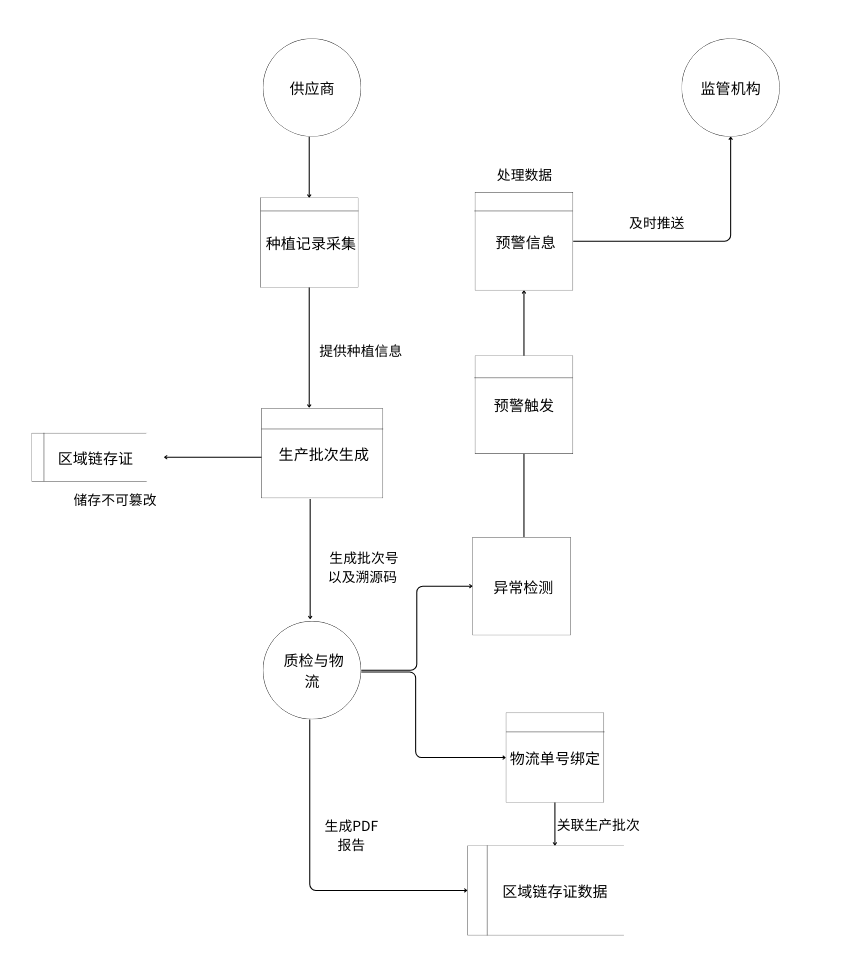 供应商
监管机构
处理数据
种植记录采集
预警信息
及时推送
提供种植信息
预警触发
区域链存证
生产批次生成
储存不可篡改
生成批次号
以及溯源码
异常检测
质检与物
流
物流单号绑定
生成PDF
报告
关联生产批次
区域链存证数据